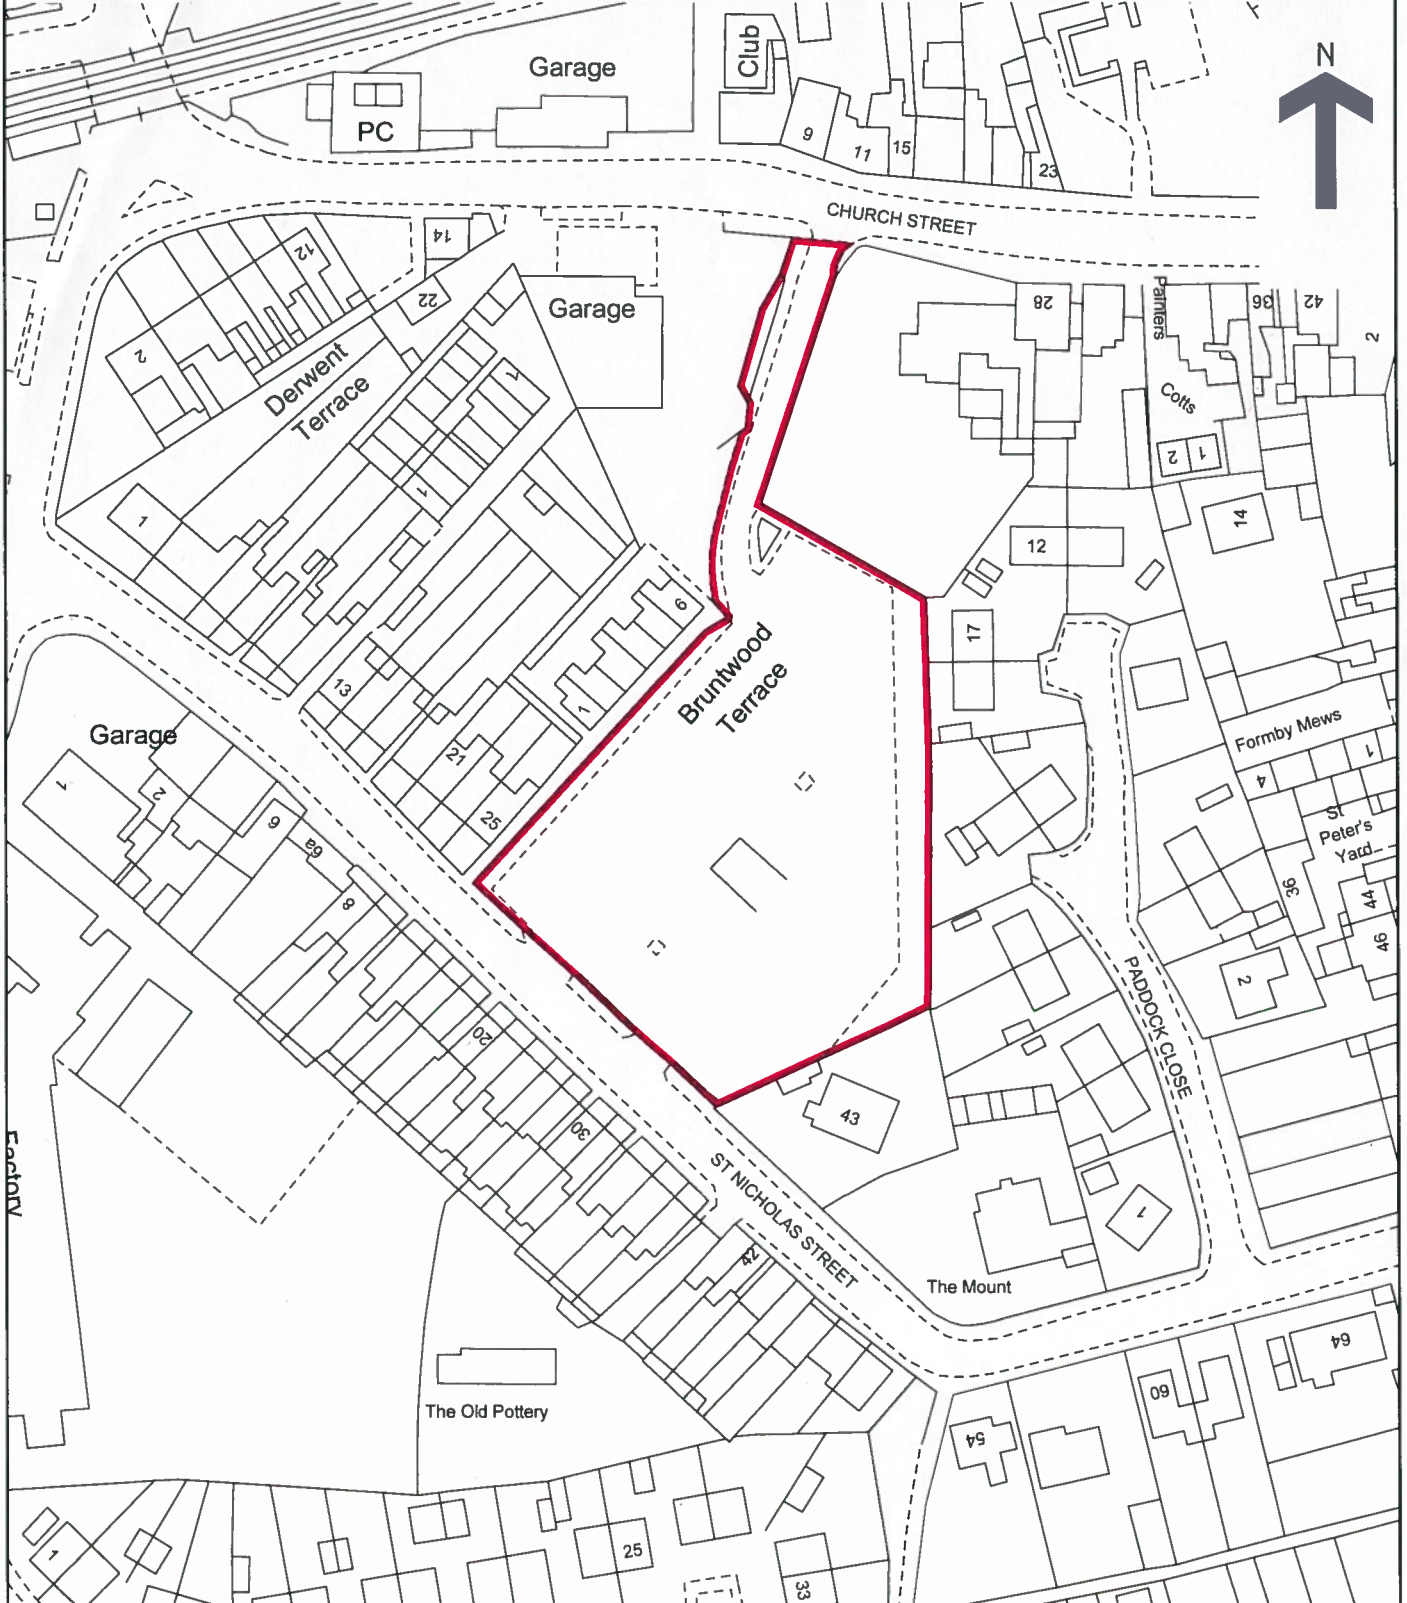 N
Club
Garage
PC
9
11
15
23
CHURCH STREET
14
12
22
Garage
28
Painters
36
42
2
2
Derwent
Terrace
1
Cotts
1
2
1
1
14
12
6
17
Bruntwood
Terrace
13
1
Formby Mews
1
4
Garage
21
1
2
25
6
6a
St
Peter's
Yard
8
36
44
46
2
PADDOCK CLOSE
20
30
43
Factory
ST NICHOLAS STREET
1
42
The Mount
64
60
The Old Pottery
54
1
25
33